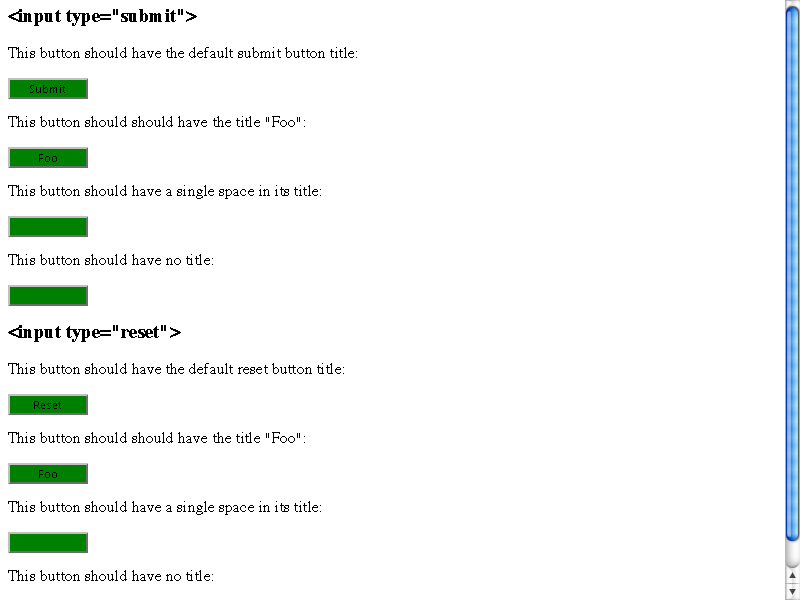 <input type="submit">
This button should have the default submit button title:
Submit
This button should should have the title "Foo":
Foo
This button should have a single space in its title:
This button should have no title:
<input type="reset">
This button should have the default reset button title:
Reset
This button should should have the title "Foo":
Foo
This button should have a single space in its title:
This button should have no title: